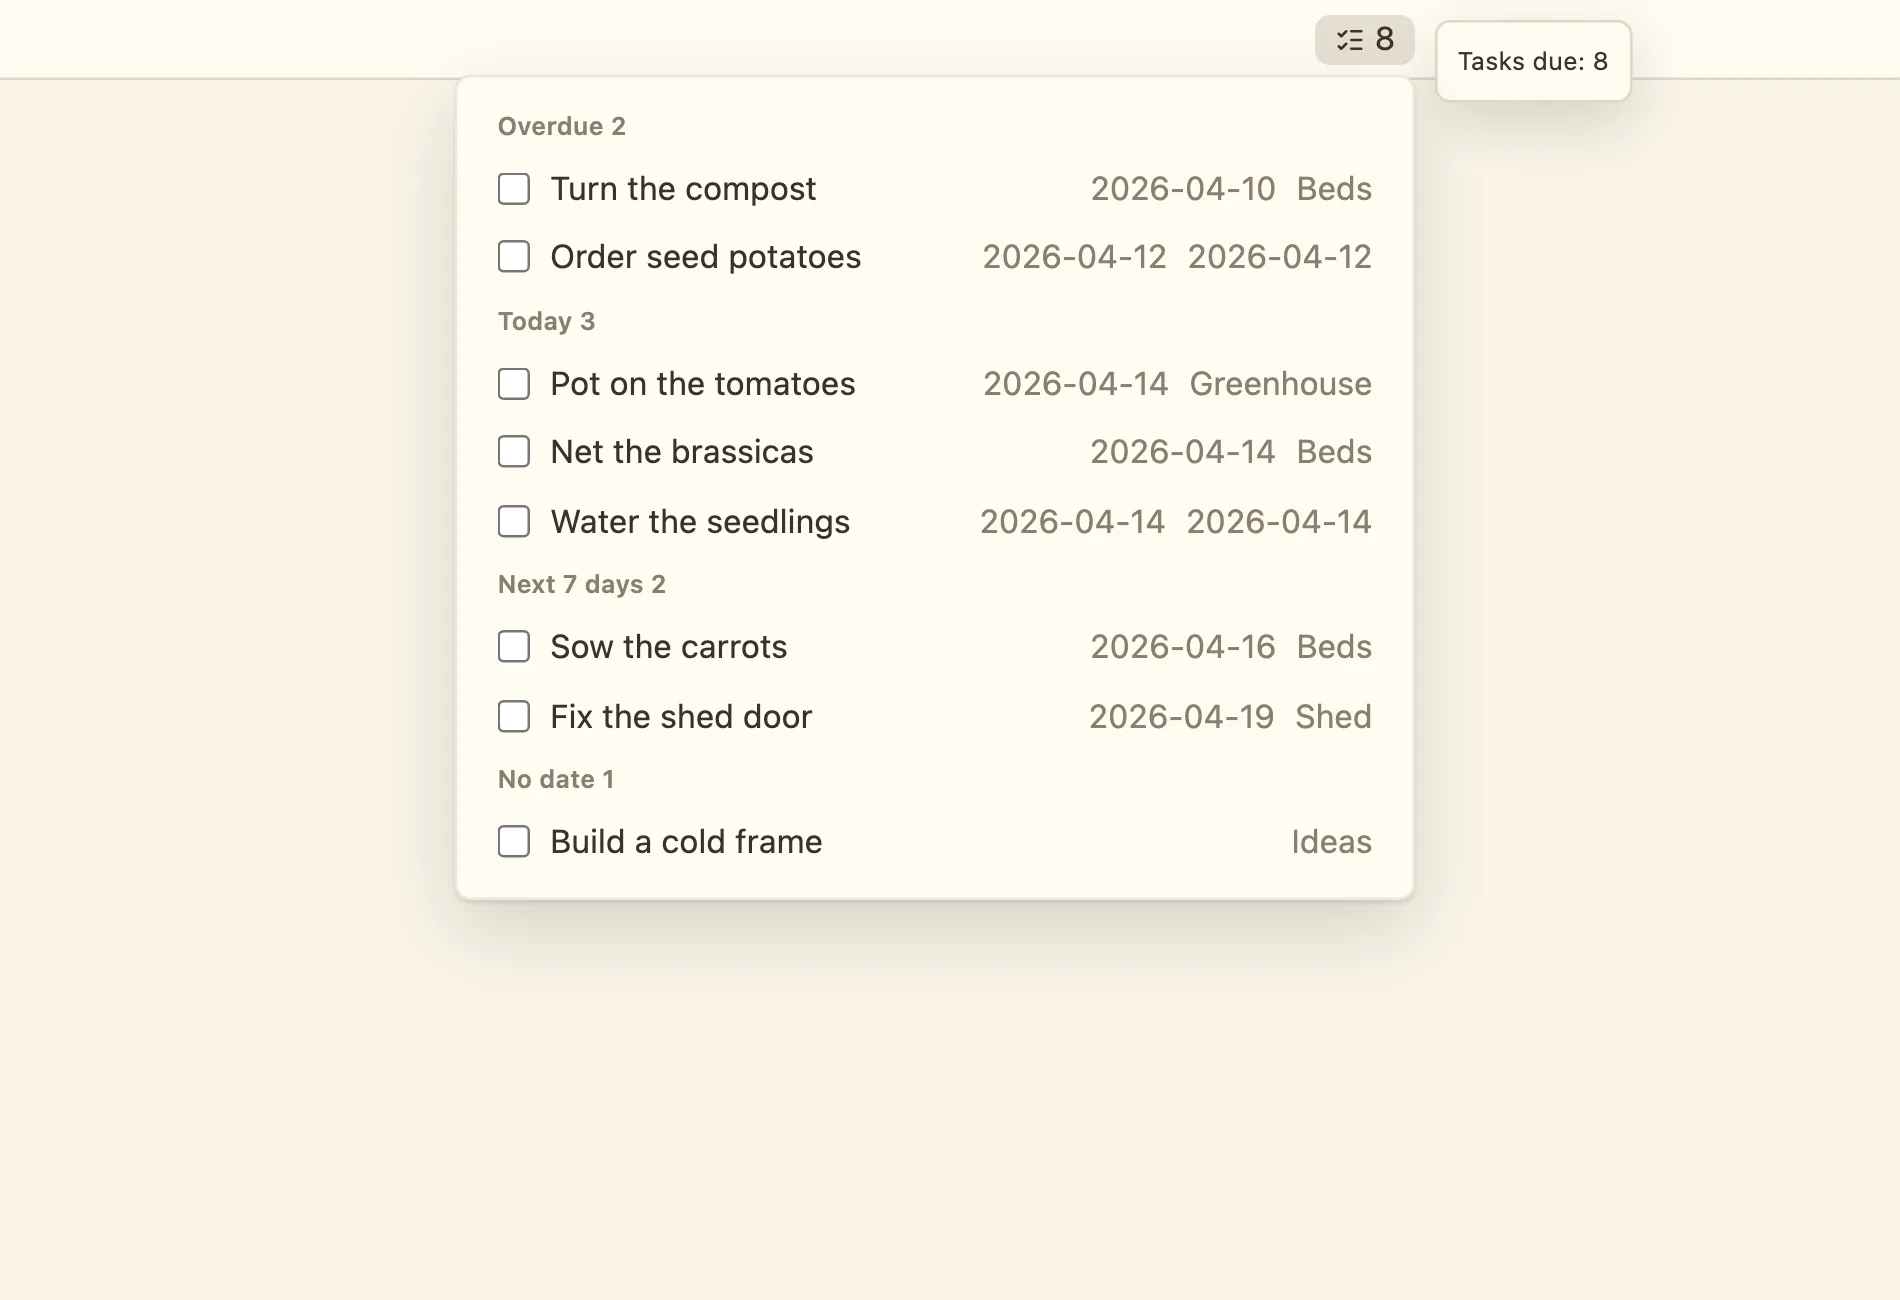 8
Tasks due: 8
Overdue 2
Turn the compost 2026-04-10 Beds
Order seed potatoes 2026-04-12 2026-04-12
Today 3
Pot on the tomatoes 2026-04-14 Greenhouse
Net the brassicas 2026-04-14 Beds
Water the seedlings 2026-04-14 2026-04-14
Next 7 days 2
Sow the carrots 2026-04-16 Beds
Fix the shed door 2026-04-19 Shed
No date 1
Build a cold frame Ideas